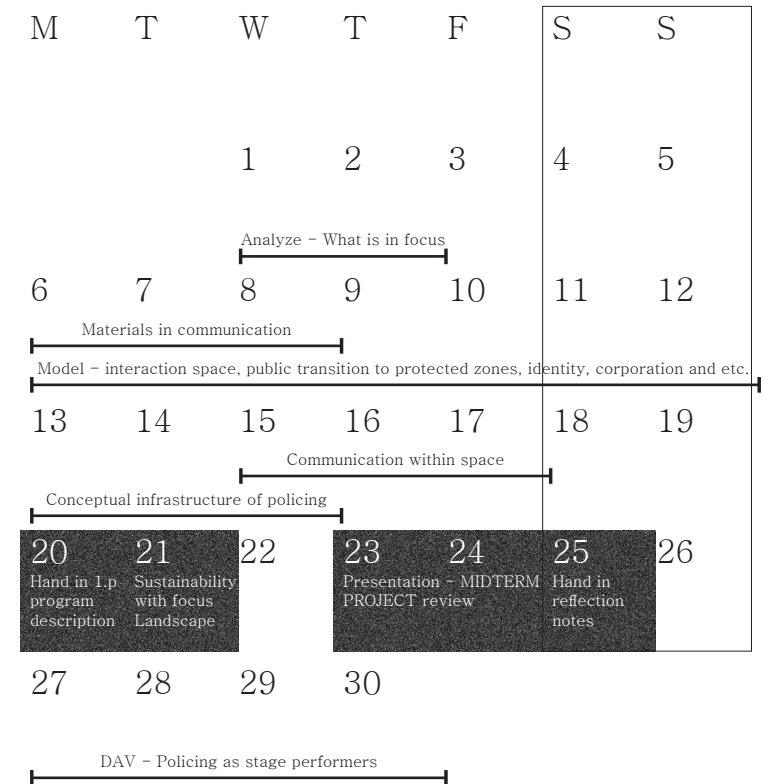 M T W T F S S
1 2 3 4 5
Analyze - What is in focus
6 7 8 9 10 11 12
Materials in communication
Model - interaction space, public transition to protected zones, identity, corporation and etc.
13 14 15 16 17 18 19
Communication within space
Conceptual infrastructure of policing
20 21 22 23 24 25 26
Hand in 1.p
program
description
Sustainability
with focus
Landscape
Presentation - MIDTERM
PROJECT review
Hand in
reflection
notes
27 28 29 30
DAV - Policing as stage performers